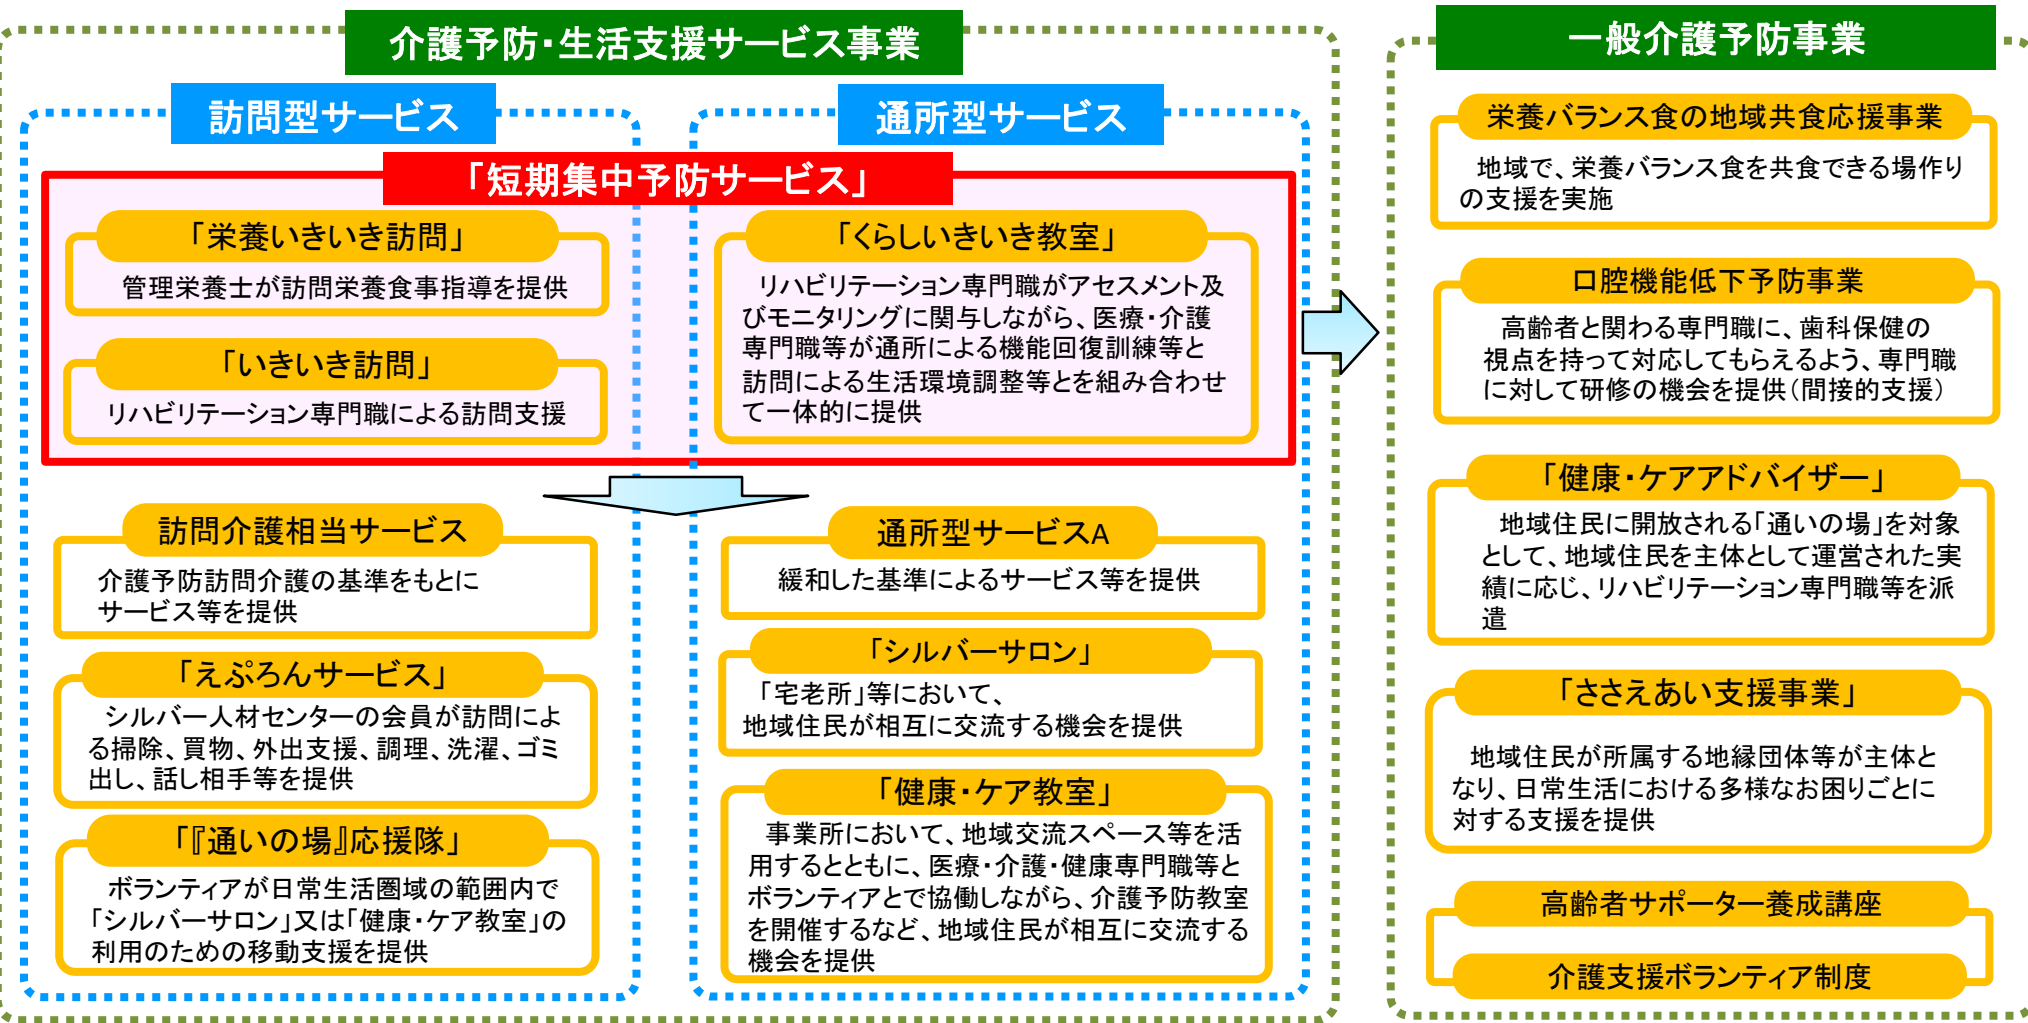 介護予防・生活支援サービス事業
訪問型サービス
通所型サービス
「短期集中予防サービス」
「栄養いきいき訪問」
管理栄養士が訪問栄養食事指導を提供
「いきいき訪問」
リハビリテーション専門職による訪問支援
「くらしいきいき教室」
リハビリテーション専門職がアセスメント及
びモニタリングに関与しながら、医療・介護
専門職等が通所による機能回復訓練等と
訪問による生活環境調整等とを組み合わせ
て一体的に提供
訪問介護相当サービス
介護予防訪問介護の基準をもとに
サービス等を提供
「えぷろんサービス」
シルバー人材センターの会員が訪問によ
る掃除、買物、外出支援、調理、洗濯、ゴミ
出し、話し相手等を提供
「『通いの場』応援隊」
ボランティアが日常生活圏域の範囲内で
「シルバーサロン」又は「健康・ケア教室」の
利用のための移動支援を提供
通所型サービスA
緩和した基準によるサービス等を提供
「シルバーサロン」
「宅老所」等において、
地域住民が相互に交流する機会を提供
「健康・ケア教室」
事業所において、地域交流スペース等を活
用するとともに、医療・介護・健康専門職等と
ボランティアとで協働しながら、介護予防教室
を開催するなど、地域住民が相互に交流する
機会を提供
一般介護予防事業
栄養バランス食の地域共食応援事業
地域で、栄養バランス食を共食できる場作り
の支援を実施
口腔機能低下予防事業
高齢者と関わる専門職に、歯科保健の
視点を持って対応してもらえるよう、専門職
に対して研修の機会を提供（間接的支援）
「健康・ケアアドバイザー」
地域住民に開放される「通いの場」を対象
として、地域住民を主体として運営された実
績に応じ、リハビリテーション専門職等を派
遣
「ささえあい支援事業」
地域住民が所属する地縁団体等が主体と
なり、日常生活における多様なお困りごとに
対する支援を提供
高齢者サポーター養成講座
介護支援ボランティア制度